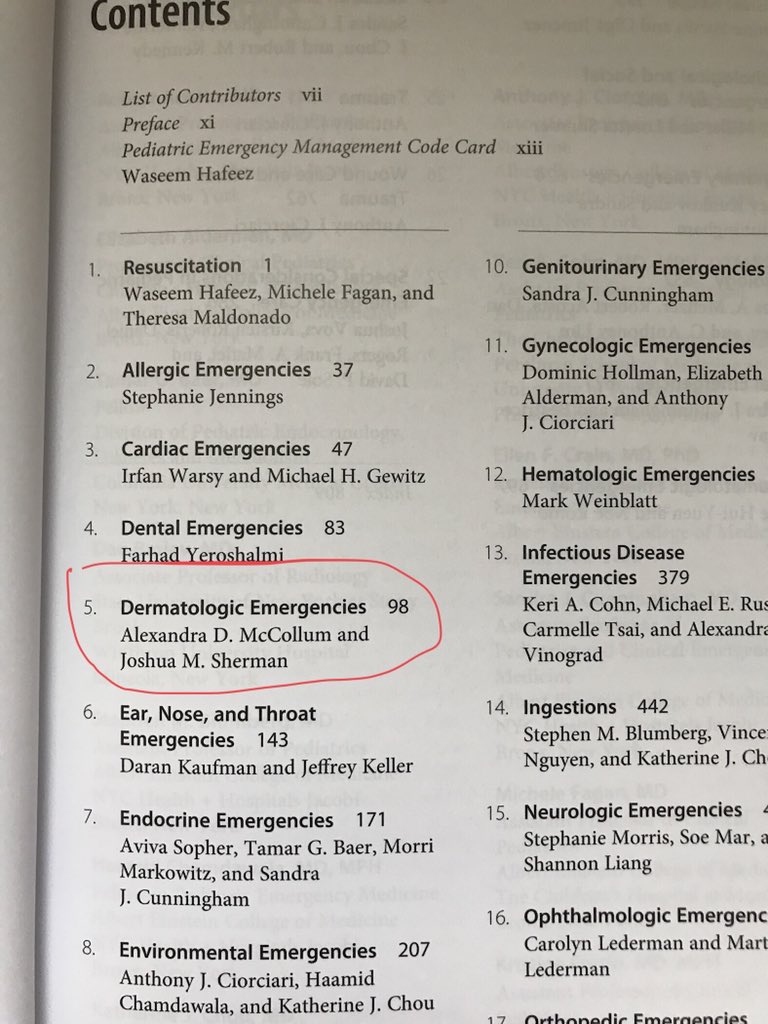 Contents
List of Contributors vii
Preface xi
Pediatric Emergency Management Code Card xiii
Waseem Hafeez
1. Resuscitation 1
Waseem Hafeez, Michele Fagan, and
Theresa Maldonado
2. Allergic Emergencies 37
Stephanie Jennings
3. Cardiac Emergencies 47
Irfan Warsy and Michael H. Gewitz
4. Dental Emergencies 83
Farhad Yeroshalmi
5. Dermatologic Emergencies 98
Alexandra D. McCollum and
Joshua M. Sherman
6. Ear, Nose, and Throat
Emergencies 143
Daran Kaufman and Jeffrey Keller
7. Endocrine Emergencies 171
Aviva Sopher, Tamar G. Baer, Morri
Markowitz, and Sandra
J. Cunningham
8. Environmental Emergencies 207
Anthony J. Ciorciari, Haamid
Chamdawala, and Katherine J. Chou
10. Genitourinary Emergencies
Sandra J. Cunningham
11. Gynecologic Emergencies
Dominic Hollman, Elizabeth
Alderman, and Anthony
J. Ciorciari
12. Hematologic Emergencies
Mark Weinblatt
13. Infectious Disease
Emergencies 379
Keri A. Cohn, Michael E.
Carmelle Tsai, and Alexandra
Vinograd
14. Ingestions 442
Stephen M. Blumberg,
Nguyen, and Katherine J.
15. Neurologic Emergencies
Stephanie Morris, Soe Mar,
Shannon Liang
16. Ophthalmologic
Carolyn Lederman and
Lederman
17. Orthopedic Emergencies